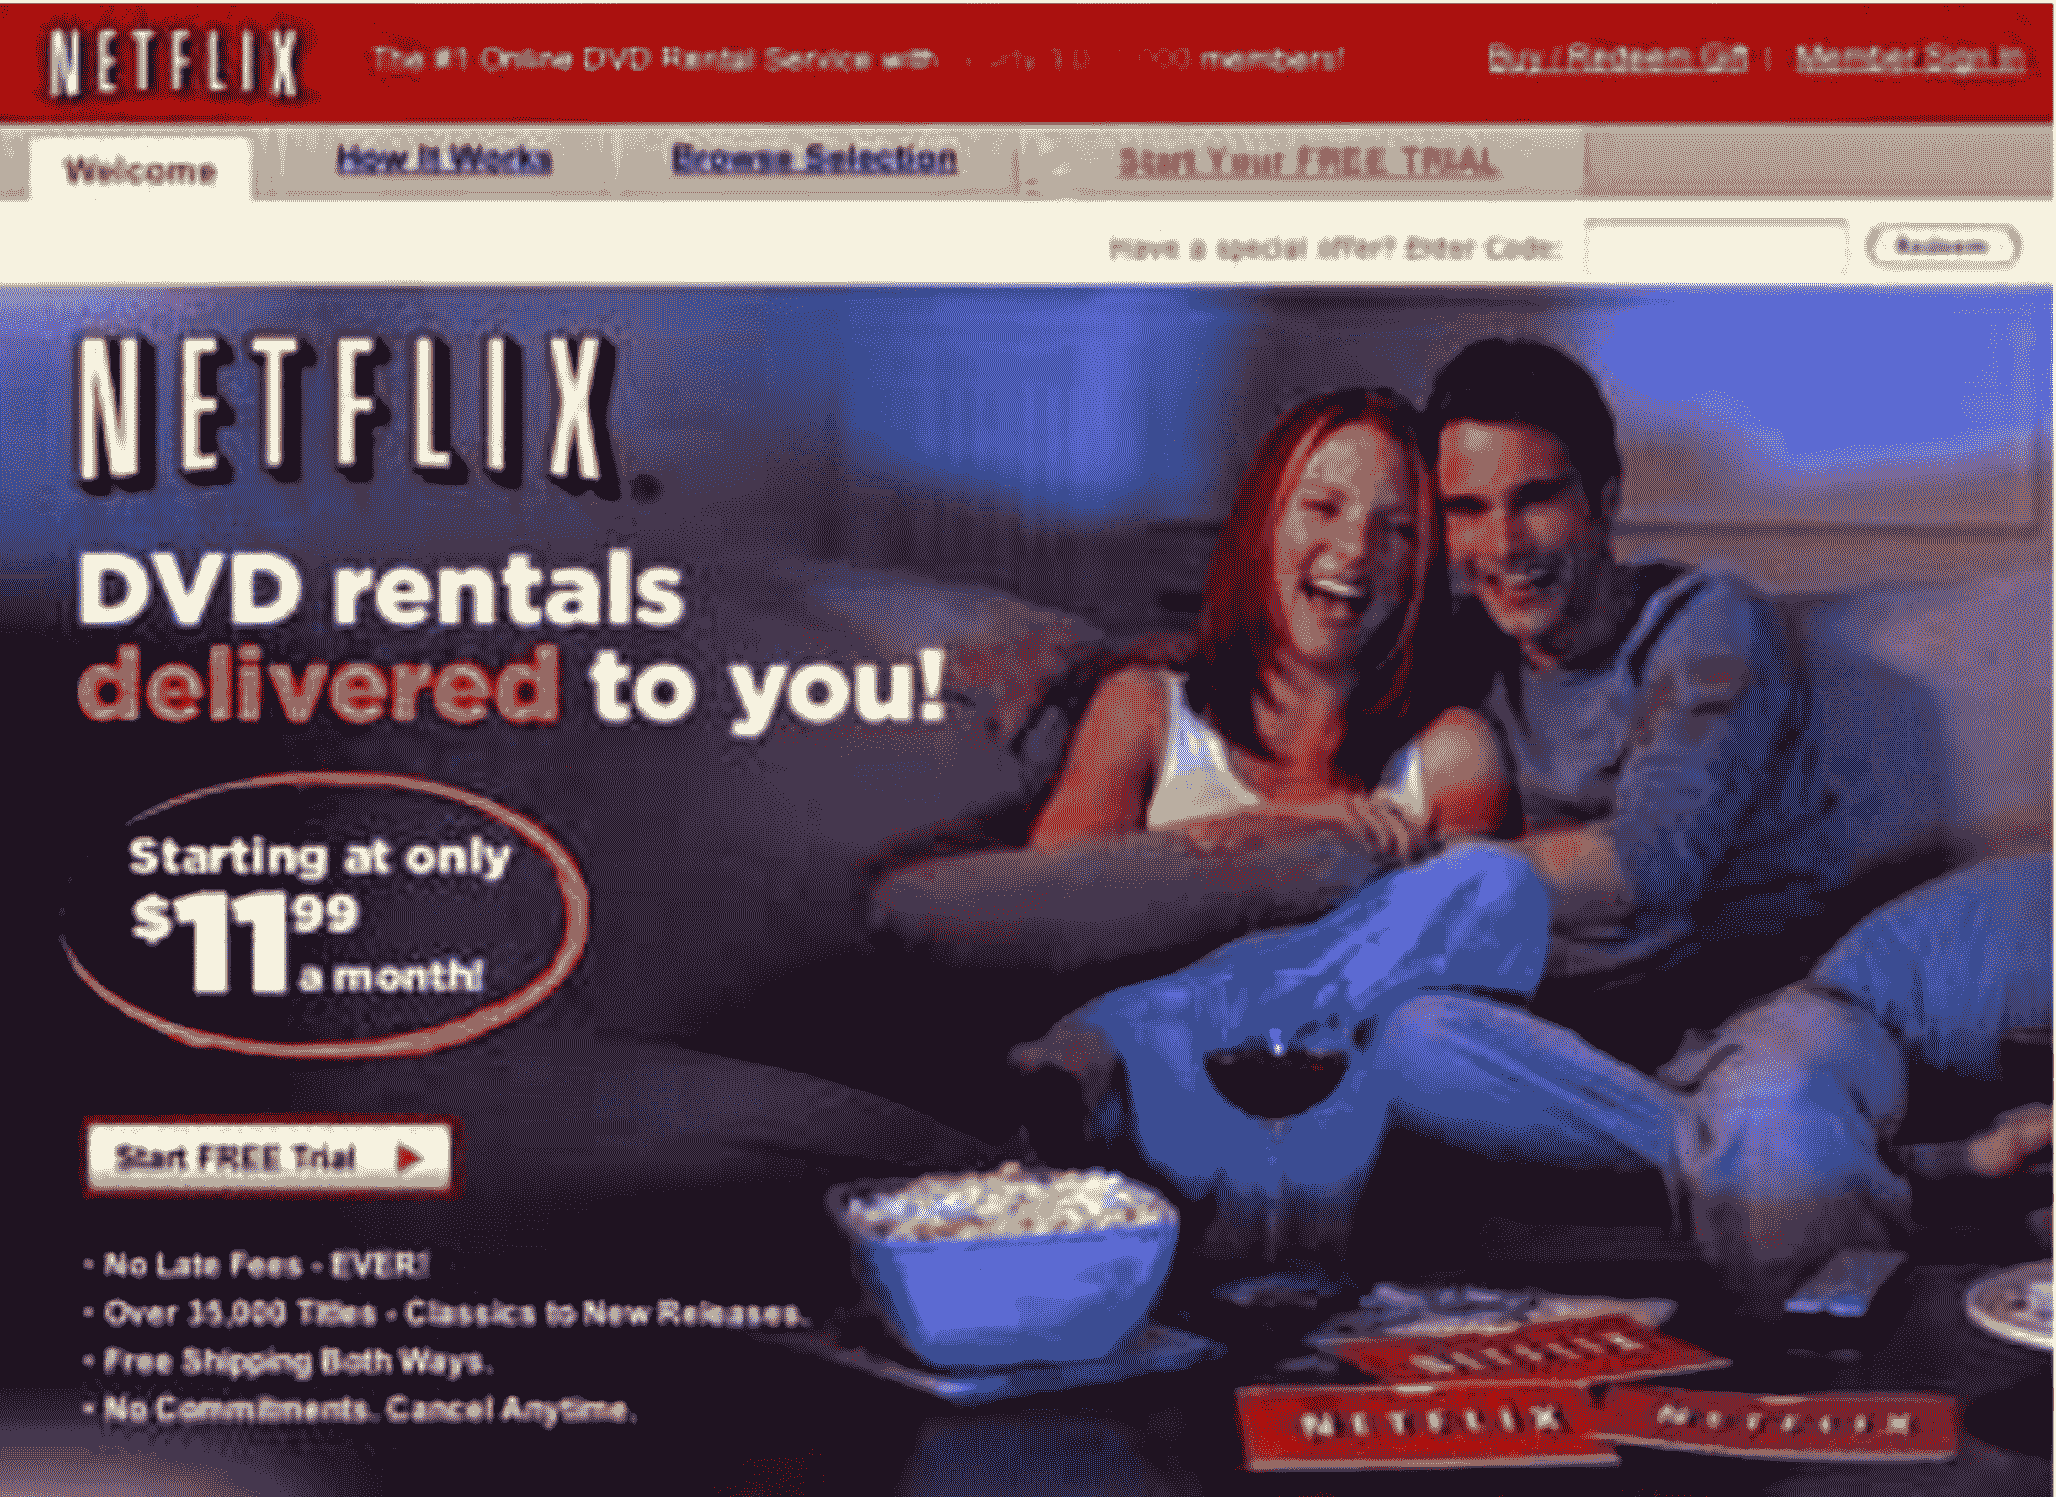 NETFLIX
The #1 Online DVD Rental Service with members!
Buy / Redeem Gift | Member Sign In
Welcome
How It Works
Browse Selection
Start Your FREE TRIAL
Have a special offer? Enter Code:
Redeem
NETFLIX
DVD rentals
delivered to you!
Starting at only
$11.99
a month!
Start FREE Trial
- No Late Fees - EVER!
- Over 35,000 Titles - Classics to New Releases.
- Free Shipping Both Ways.
- No Commitments. Cancel Anytime.
NETFLIX
NETFLIX
NETFLIX